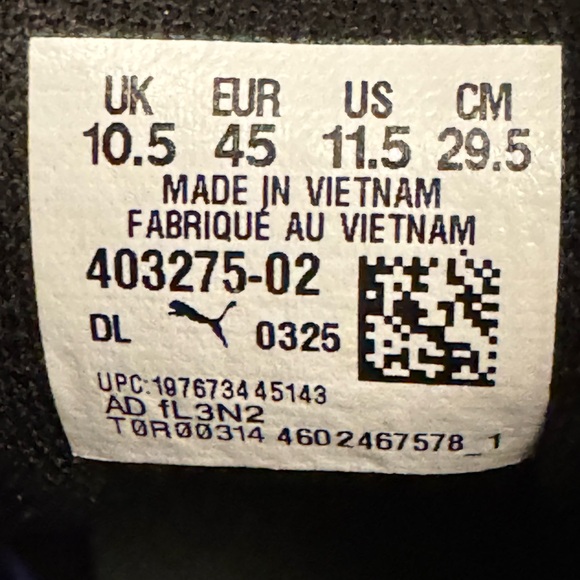 UK EUR US CM
10.5 45 11.5 29.5
MADE IN VIETNAM
FABRIQUÉ AU VIETNAM
403275-02
DL 0325
UPC:197673445143
AD fL3N2
T0R00314 4602467578_1